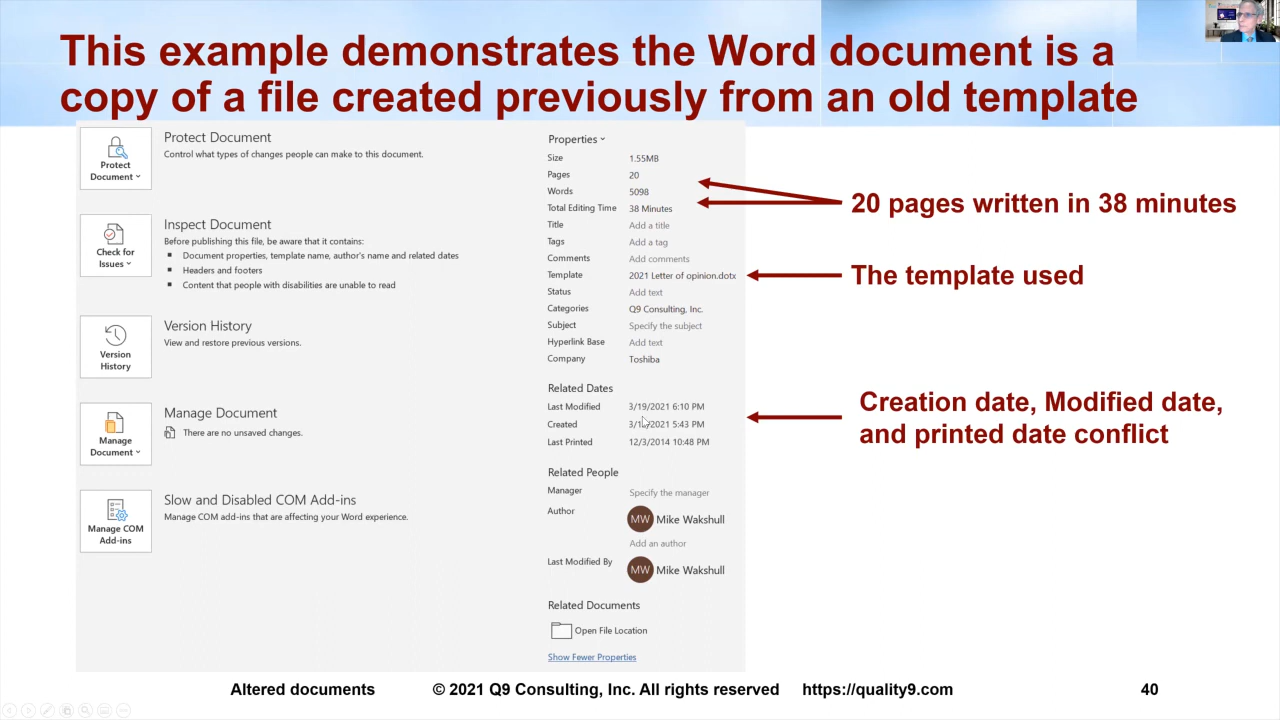 This example demonstrates the Word document is a
copy of a file created previously from an old template
Protect
Document
Protect Document
Control what types of changes people can make to this document.
Check for
Issues
Inspect Document
Before publishing this file, be aware that it contains:
Document properties, template name, author's name and related dates
Headers and footers
Content that people with disabilities are unable to read
Version
History
Version History
View and restore previous versions.
Manage
Document
Manage Document
There are no unsaved changes.
Manage COM
Add-ins
Slow and Disabled COM Add-ins
Manage COM add-ins that are affecting your Word experience.
Properties
Size 1.55MB
Pages 20
Words 5098
Total Editing Time 38 Minutes
Title Add a title
Tags Add a tag
Comments Add comments
Template 2021 Letter of opinion.dotx
Status Add text
Categories Q9 Consulting, Inc.
Subject Specify the subject
Hyperlink Base Add text
Company Toshiba
Related Dates
Last Modified 3/19/2021 6:10 PM
Created 5:43 PM
Last Printed 12/3/2014 10:48 PM
Related People
Manager Specify the manager
Author MW Mike Wakshull
Add an author
Last Modified By MW Mike Wakshull
Related Documents
Open File Location
Show Fewer Properties
20 pages written in 38 minutes
The template used
Creation date, Modified date,
and printed date conflict
Altered documents © 2021 Q9 Consulting, Inc. All rights reserved https://quality9.com 40